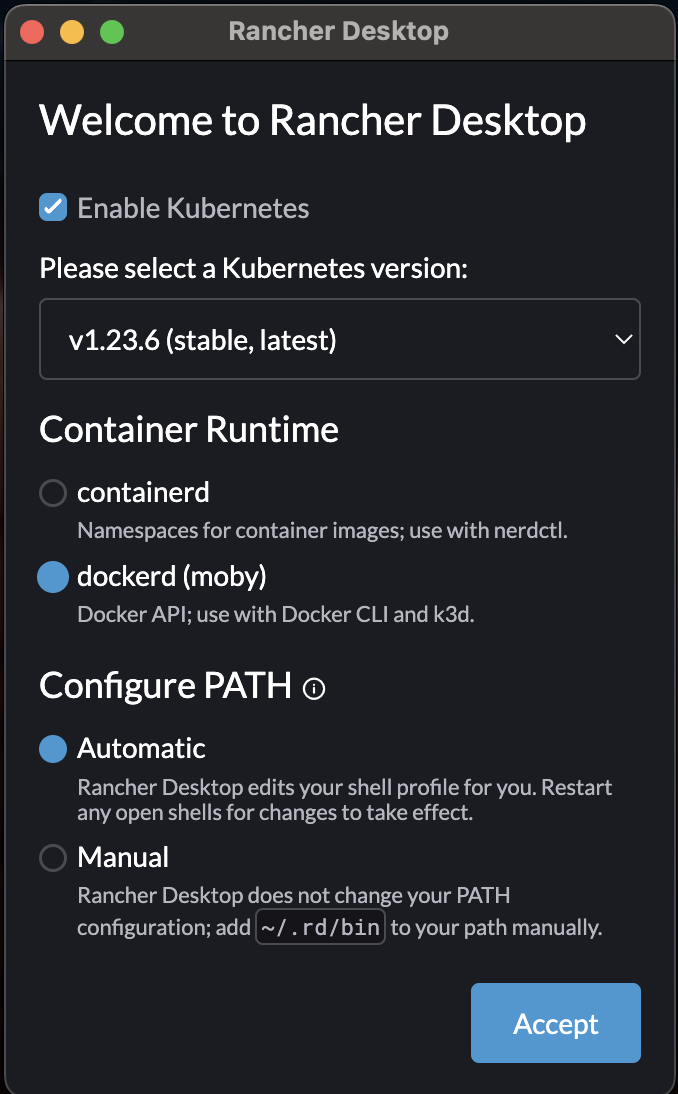 Rancher Desktop
Welcome to Rancher Desktop
Enable Kubernetes
Please select a Kubernetes version:
v1.23.6 (stable, latest)
Container Runtime
containerd
Namespaces for container images; use with nerdctl.
dockerd (moby)
Docker API; use with Docker CLI and k3d.
Configure PATH
Automatic
Rancher Desktop edits your shell profile for you. Restart
any open shells for changes to take effect.
Manual
Rancher Desktop does not change your PATH
configuration; add ~/.rd/bin to your path manually.
Accept